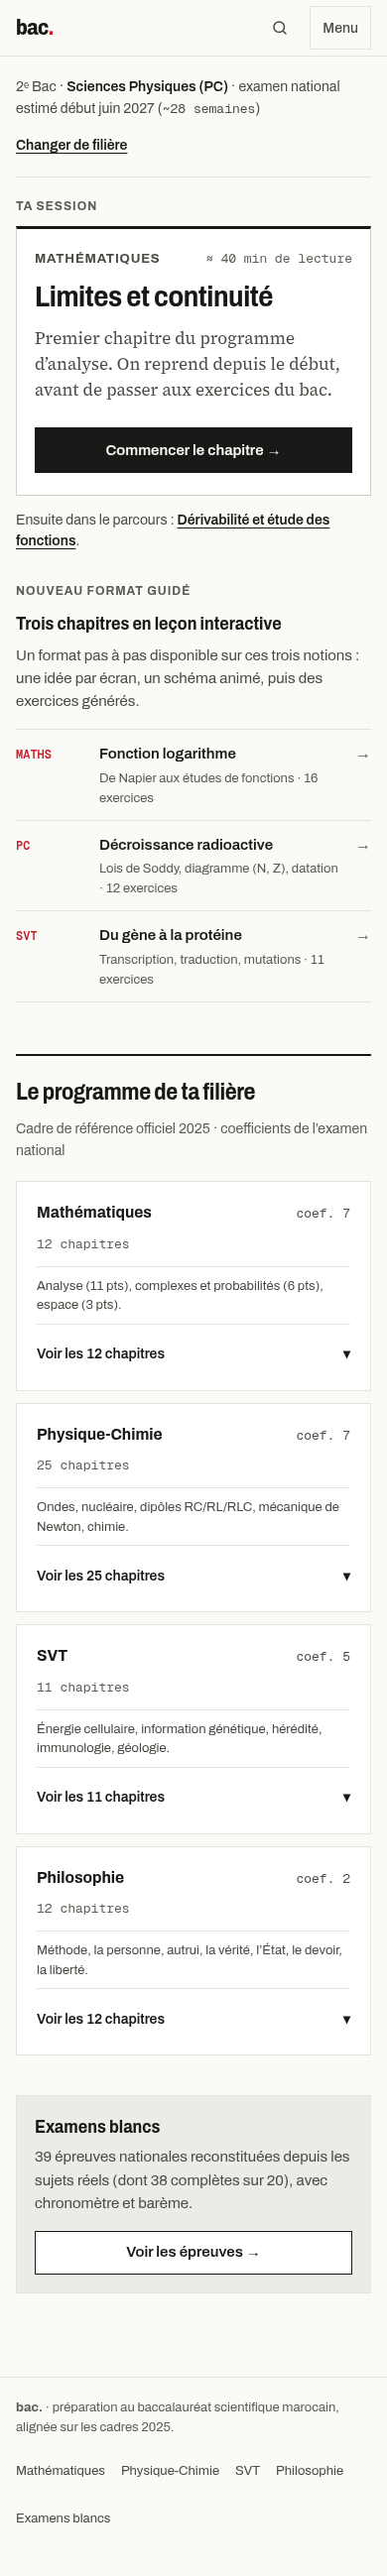 bac.
Menu
2ᵉ Bac · Sciences Physiques (PC) · examen national
estimé début juin 2027 (~28 semaines)
Changer de filière
TA SESSION
MATHÉMATIQUES ≈ 40 min de lecture
Limites et continuité
Premier chapitre du programme
d’analyse. On reprend depuis le début,
avant de passer aux exercices du bac.
Commencer le chapitre →
Ensuite dans le parcours : Dérivabilité et étude des
fonctions.
NOUVEAU FORMAT GUIDÉ
Trois chapitres en leçon interactive
Un format pas à pas disponible sur ces trois notions :
une idée par écran, un schéma animé, puis des
exercices générés.
MATHS Fonction logarithme →
De Napier aux études de fonctions · 16
exercices
PC Décroissance radioactive →
Lois de Soddy, diagramme (N, Z), datation
· 12 exercices
SVT Du gène à la protéine →
Transcription, traduction, mutations · 11
exercices
Le programme de ta filière
Cadre de référence officiel 2025 · coefficients de l’examen
national
Mathématiques coef. 7
12 chapitres
Analyse (11 pts), complexes et probabilités (6 pts),
espace (3 pts).
Voir les 12 chapitres ▾
Physique-Chimie coef. 7
25 chapitres
Ondes, nucléaire, dipôles RC/RL/RLC, mécanique de
Newton, chimie.
Voir les 25 chapitres ▾
SVT coef. 5
11 chapitres
Énergie cellulaire, information génétique, hérédité,
immunologie, géologie.
Voir les 11 chapitres ▾
Philosophie coef. 2
12 chapitres
Méthode, la personne, autrui, la vérité, l’État, le devoir,
la liberté.
Voir les 12 chapitres ▾
Examens blancs
39 épreuves nationales reconstituées depuis les
sujets réels (dont 38 complètes sur 20), avec
chronomètre et barème.
Voir les épreuves →
bac. · préparation au baccalauréat scientifique marocain,
alignée sur les cadres 2025.
Mathématiques Physique-Chimie SVT Philosophie
Examens blancs